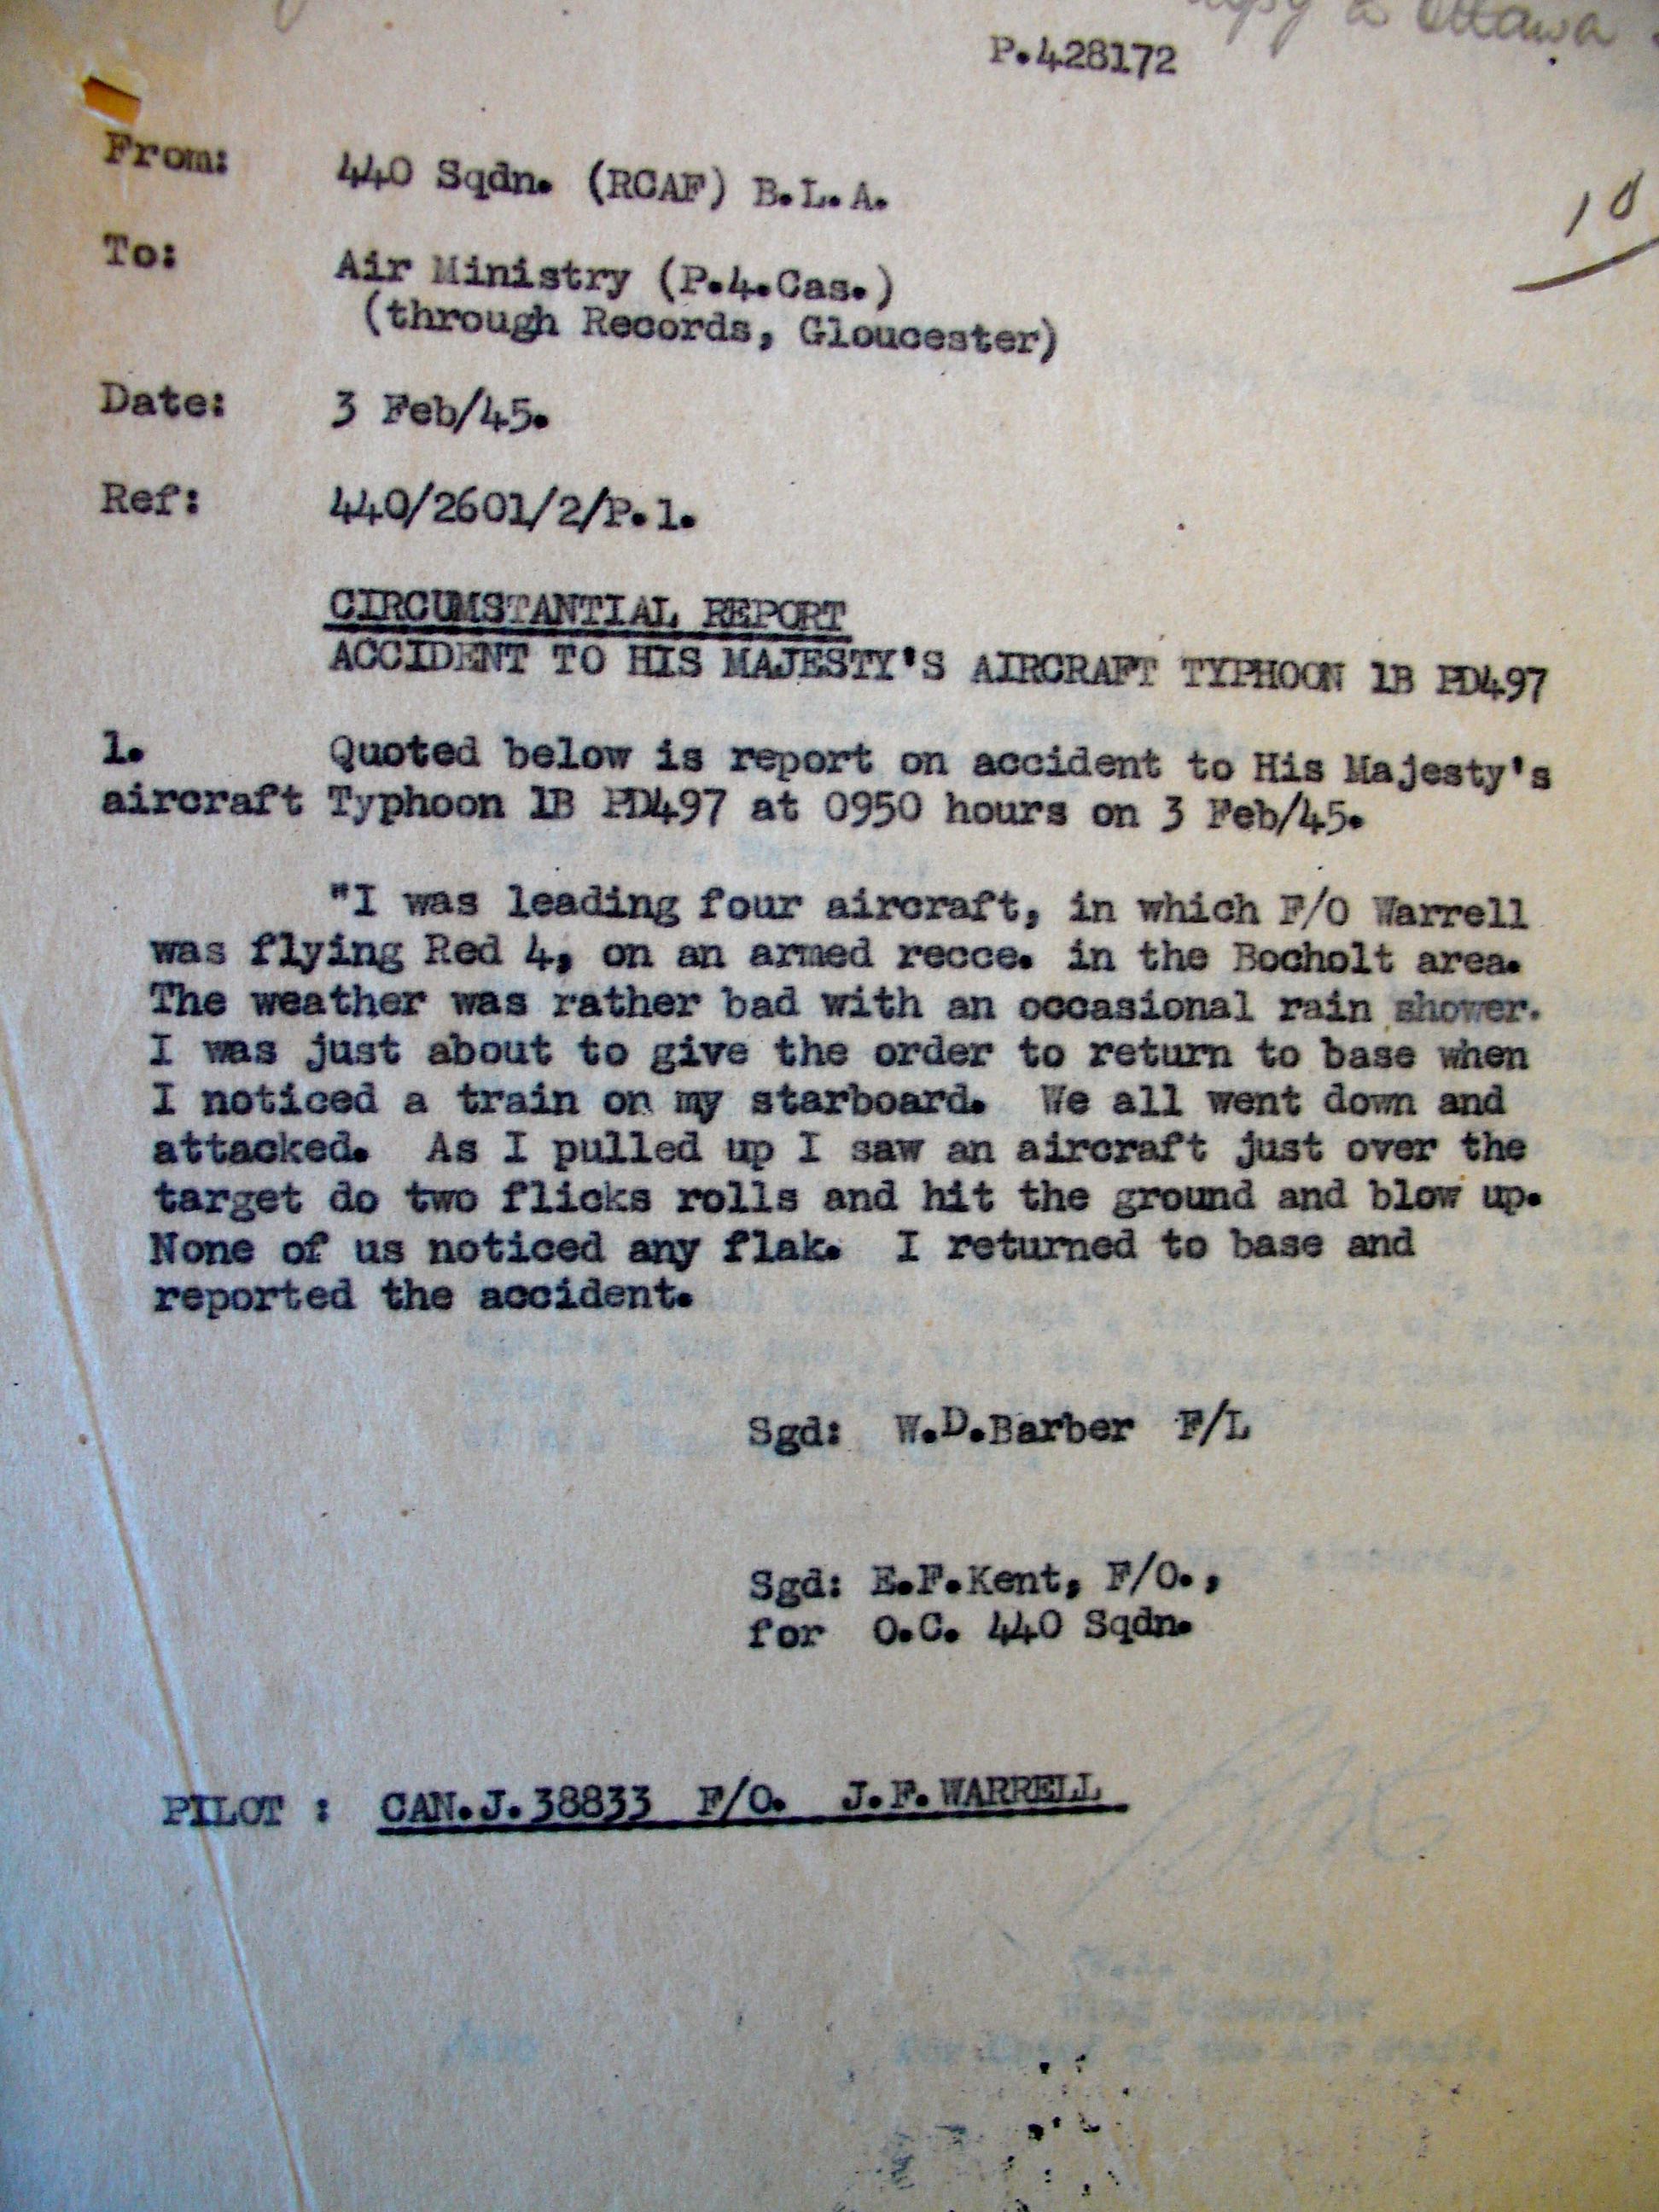 to Ottawa
P.428172
10
From: 440 Sqdn. (RCAF) B.L.A.
To: Air Ministry (P.4.Cas.)
(through Records, Gloucester)
Date: 3 Feb/45.
Ref: 440/2601/2/P.1.
CIRCUMSTANTIAL REPORT
ACCIDENT TO HIS MAJESTY'S AIRCRAFT TYPHOON 1B PD497
1. Quoted below is report on accident to His Majesty's
aircraft Typhoon 1B PD497 at 0950 hours on 3 Feb/45.
"I was leading four aircraft, in which F/O Warrell
was flying Red 4, on an armed recce. in the Bocholt area.
The weather was rather bad with an occasional rain shower.
I was just about to give the order to return to base when
I noticed a train on my starboard. We all went down and
attacked. As I pulled up I saw an aircraft just over the
target do two flicks rolls and hit the ground and blow up.
None of us noticed any flak. I returned to base and
reported the accident.
Sgd: W.D.Barber F/L
Sgd: E.F.Kent, F/O.,
for O.C. 440 Sqdn.
PILOT : CAN.J.38833 F/O. J.F.WARRELL